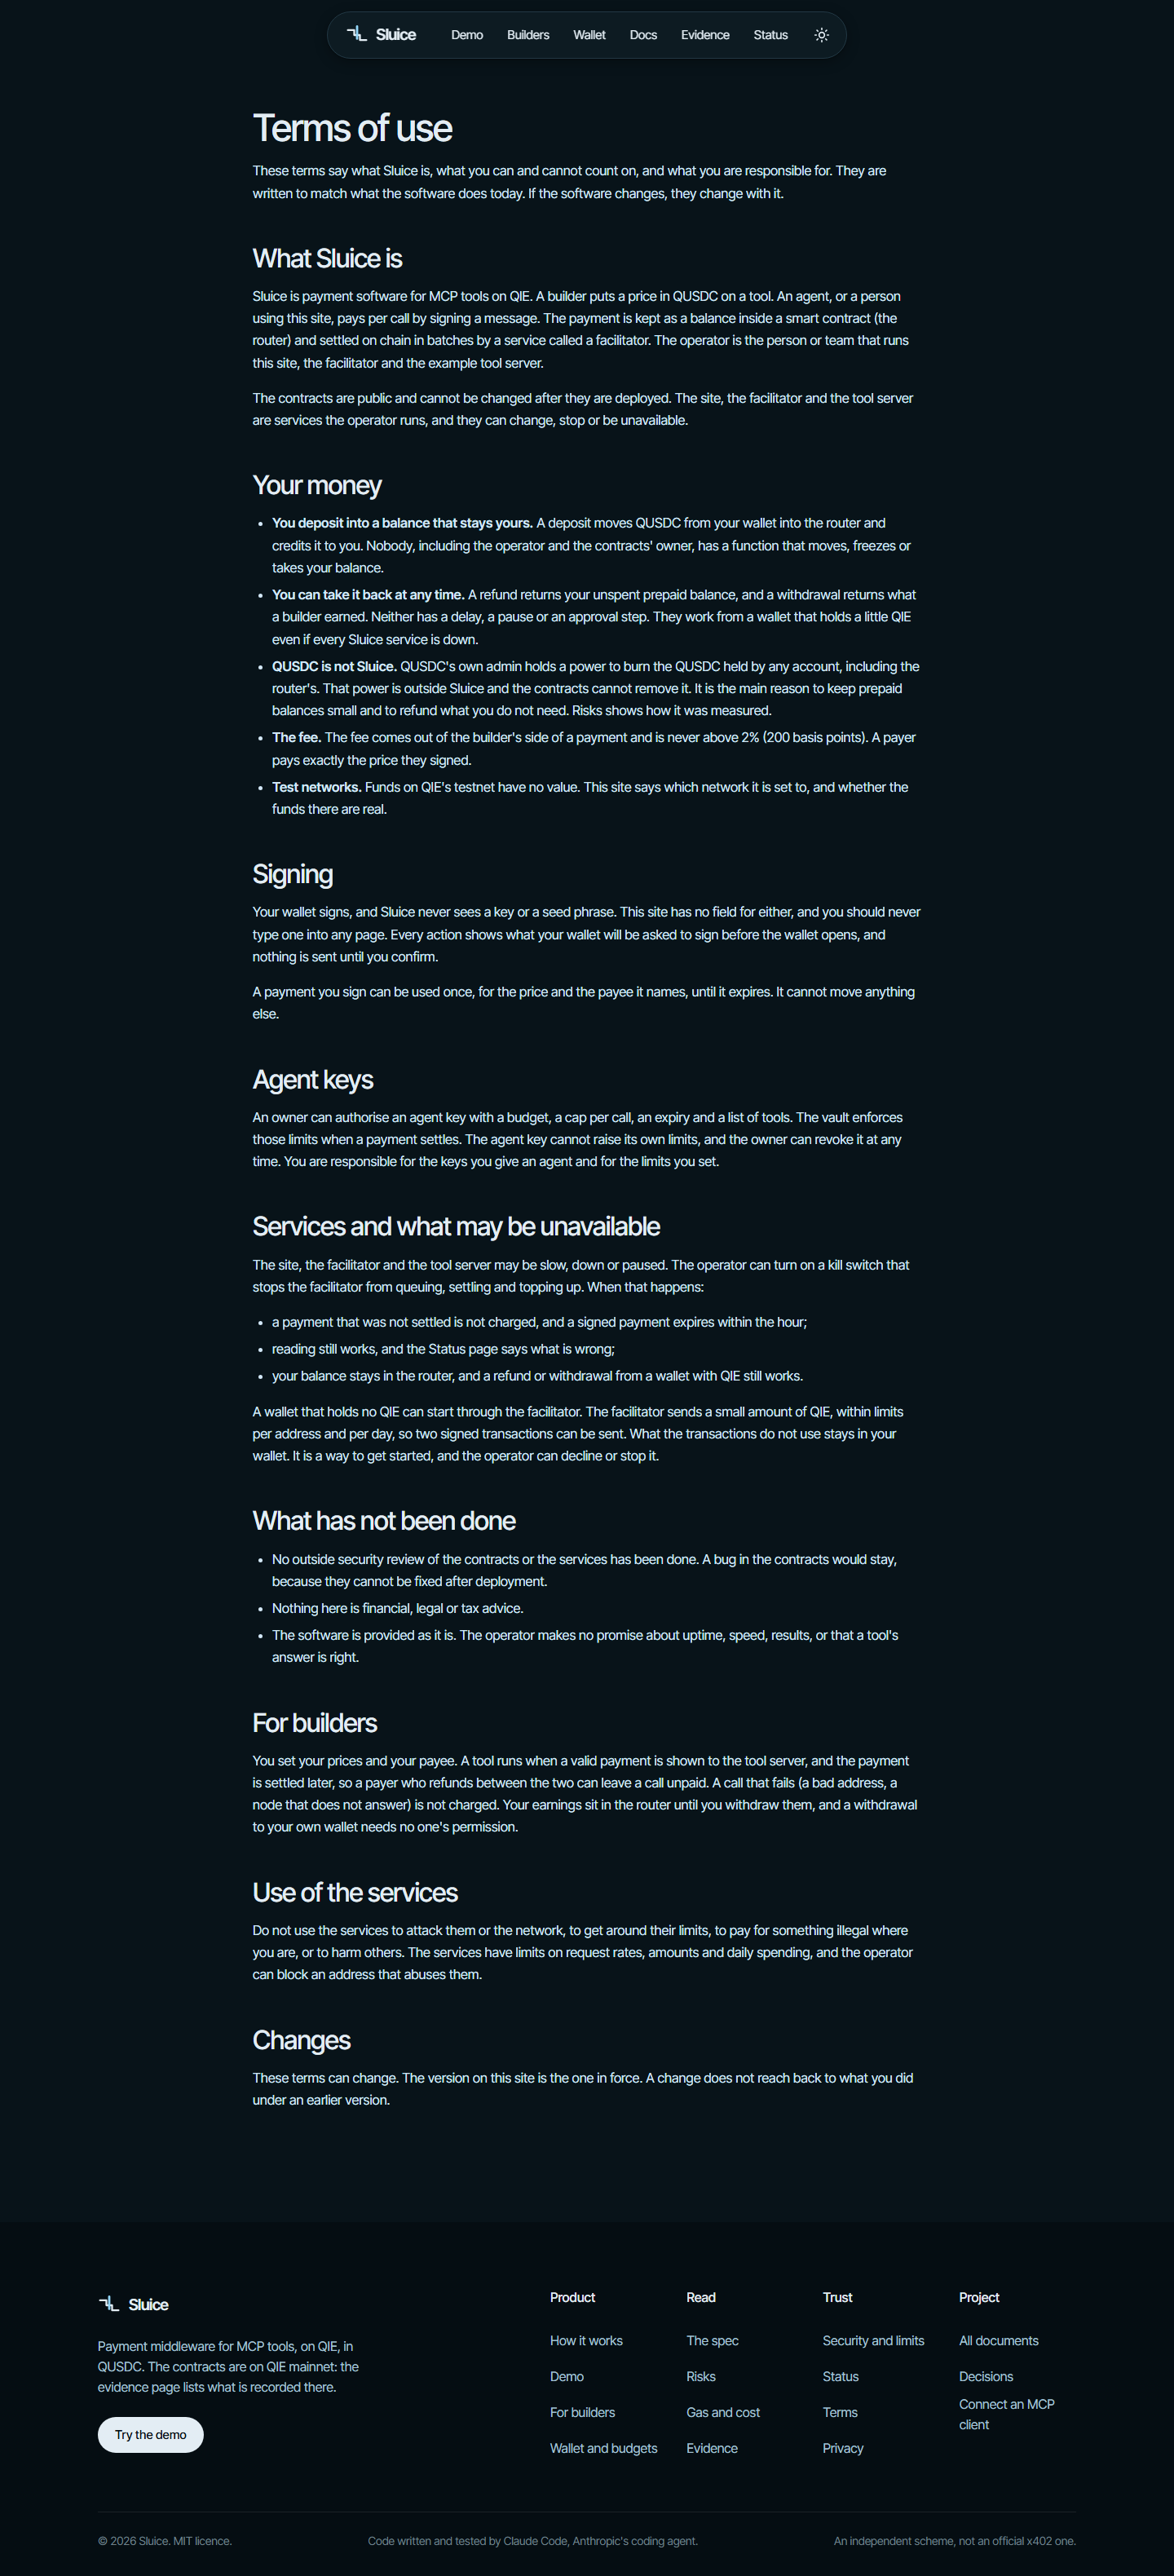 Sluice
Demo
Builders
Wallet
Docs
Evidence
Status
Terms of use
These terms say what Sluice is, what you can and cannot count on, and what you are responsible for. They are
written to match what the software does today. If the software changes, they change with it.
What Sluice is
Sluice is payment software for MCP tools on QIE. A builder puts a price in QUSDC on a tool. An agent, or a person
using this site, pays per call by signing a message. The payment is kept as a balance inside a smart contract (the
router) and settled on chain in batches by a service called a facilitator. The operator is the person or team that runs
this site, the facilitator and the example tool server.
The contracts are public and cannot be changed after they are deployed. The site, the facilitator and the tool server
are services the operator runs, and they can change, stop or be unavailable.
Your money
• You deposit into a balance that stays yours. A deposit moves QUSDC from your wallet into the router and
credits it to you. Nobody, including the operator and the contracts' owner, has a function that moves, freezes or
takes your balance.
• You can take it back at any time. A refund returns your unspent prepaid balance, and a withdrawal returns what
a builder earned. Neither has a delay, a pause or an approval step. They work from a wallet that holds a little QIE
even if every Sluice service is down.
• QUSDC is not Sluice. QUSDC's own admin holds a power to burn the QUSDC held by any account, including the
router's. That power is outside Sluice and the contracts cannot remove it. It is the main reason to keep prepaid
balances small and to refund what you do not need. Risks shows how it was measured.
• The fee. The fee comes out of the builder's side of a payment and is never above 2% (200 basis points). A payer
pays exactly the price they signed.
• Test networks. Funds on QIE's testnet have no value. This site says which network it is set to, and whether the
funds there are real.
Signing
Your wallet signs, and Sluice never sees a key or a seed phrase. This site has no field for either, and you should never
type one into any page. Every action shows what your wallet will be asked to sign before the wallet opens, and
nothing is sent until you confirm.
A payment you sign can be used once, for the price and the payee it names, until it expires. It cannot move anything
else.
Agent keys
An owner can authorise an agent key with a budget, a cap per call, an expiry and a list of tools. The vault enforces
those limits when a payment settles. The agent key cannot raise its own limits, and the owner can revoke it at any
time. You are responsible for the keys you give an agent and for the limits you set.
Services and what may be unavailable
The site, the facilitator and the tool server may be slow, down or paused. The operator can turn on a kill switch that
stops the facilitator from queuing, settling and topping up. When that happens:
• a payment that was not settled is not charged, and a signed payment expires within the hour;
• reading still works, and the Status page says what is wrong;
• your balance stays in the router, and a refund or withdrawal from a wallet with QIE still works.
A wallet that holds no QIE can start through the facilitator. The facilitator sends a small amount of QIE, within limits
per address and per day, so two signed transactions can be sent. What the transactions do not use stays in your
wallet. It is a way to get started, and the operator can decline or stop it.
What has not been done
• No outside security review of the contracts or the services has been done. A bug in the contracts would stay,
because they cannot be fixed after deployment.
• Nothing here is financial, legal or tax advice.
• The software is provided as it is. The operator makes no promise about uptime, speed, results, or that a tool's
answer is right.
For builders
You set your prices and your payee. A tool runs when a valid payment is shown to the tool server, and the payment
is settled later, so a payer who refunds between the two can leave a call unpaid. A call that fails (a bad address, a
node that does not answer) is not charged. Your earnings sit in the router until you withdraw them, and a withdrawal
to your own wallet needs no one's permission.
Use of the services
Do not use the services to attack them or the network, to get around their limits, to pay for something illegal where
you are, or to harm others. The services have limits on request rates, amounts and daily spending, and the operator
can block an address that abuses them.
Changes
These terms can change. The version on this site is the one in force. A change does not reach back to what you did
under an earlier version.
Sluice
Payment middleware for MCP tools, on QIE, in
QUSDC. The contracts are on QIE mainnet: the
evidence page lists what is recorded there.
Try the demo
Product
How it works
Demo
For builders
Wallet and budgets
Read
The spec
Risks
Gas and cost
Evidence
Trust
Security and limits
Status
Terms
Privacy
Project
All documents
Decisions
Connect an MCP
client
© 2026 Sluice. MIT licence.
Code written and tested by Claude Code, Anthropic's coding agent.
An independent scheme, not an official x402 one.